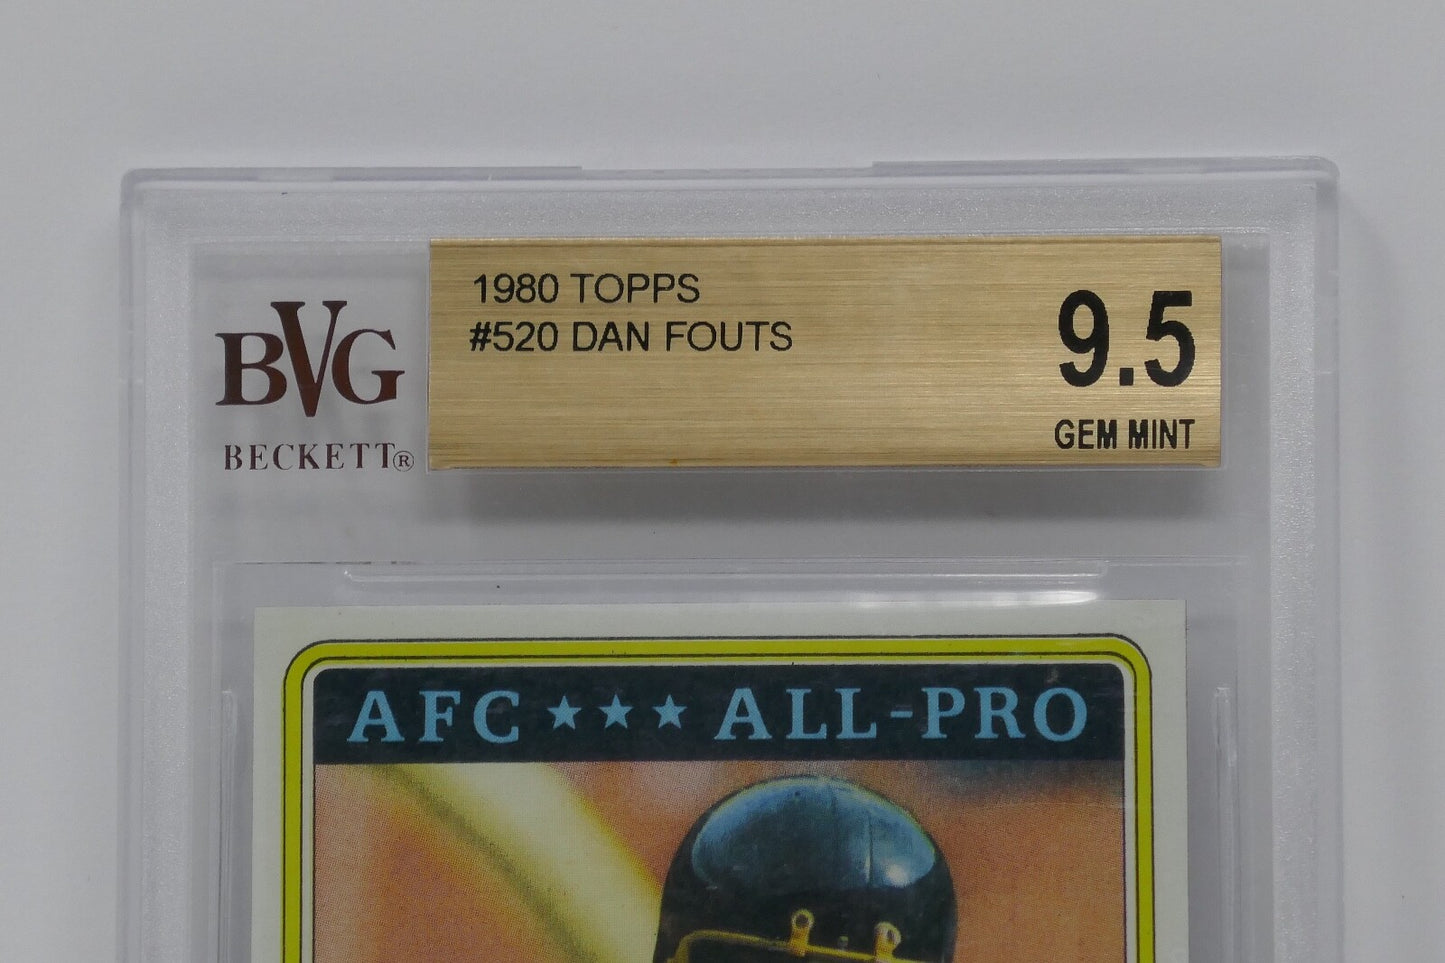 1980 TOPPS
#520 DAN FOUTS
9.5
GEM MINT
BVG
BECKETT®
AFC ★★★ ALL-PRO